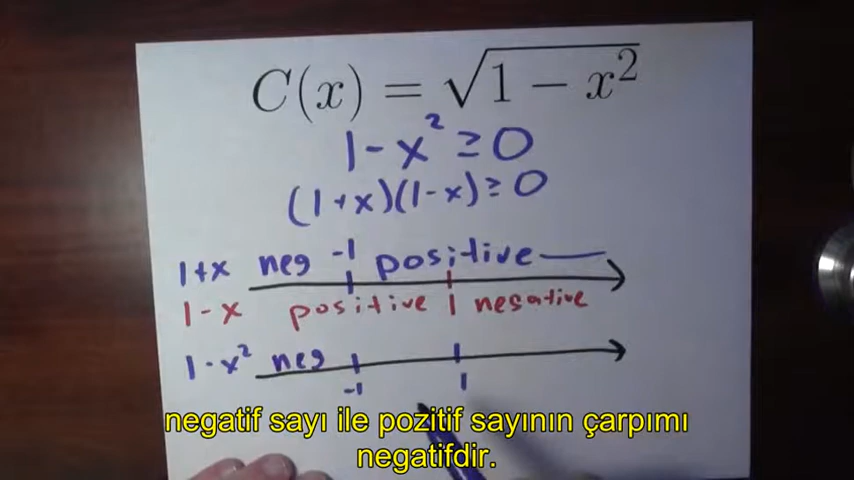 C(x) = √1 − x²
1 - x² ≥ 0
(1+x)(1-x) ≥ 0
1+x neg -1 positive
1-x positive 1 negative
1-x² neg
-1 1
negatif sayı ile pozitif sayının çarpımı
negatifdir.